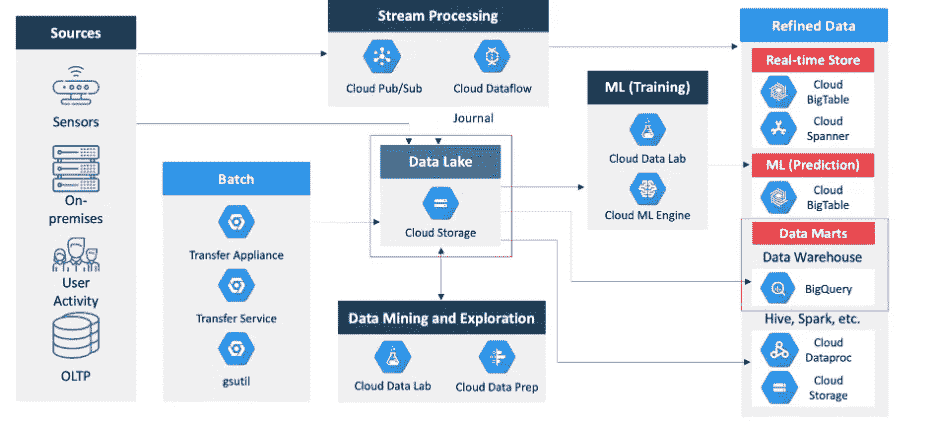 Sources
Sensors
On-
premises
User
Activity
OLTP
Batch
Transfer Appliance
Transfer Service
gsutil
Stream Processing
Cloud Pub/Sub
Cloud Dataflow
Journal
Data Lake
Cloud Storage
Data Mining and Exploration
Cloud Data Lab
Cloud Data Prep
ML (Training)
Cloud Data Lab
Cloud ML Engine
Refined Data
Real-time Store
Cloud
BigTable
Cloud
Spanner
ML (Prediction)
Cloud
BigTable
Data Marts
Data Warehouse
BigQuery
Hive, Spark, etc.
Cloud
Dataproc
Cloud
Storage